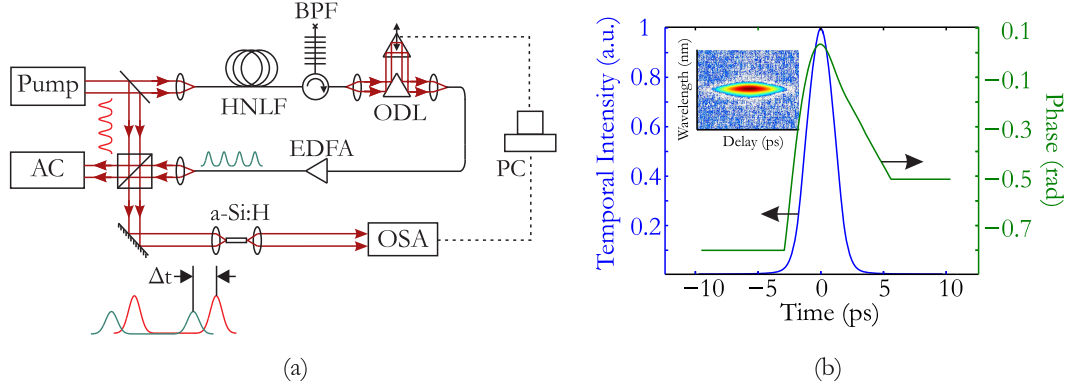 BPF
Pump
HNLF
ODL
AC
EDFA
PC
a-Si:H
OSA
Δt
(a)
Temporal Intensity (a.u.)
1
0.8
0.6
0.4
0.2
Wavelength (nm)
Delay (ps)
0.1
−0.1
−0.3
−0.5
−0.7
Phase (rad)
−10
−5
0
5
10
Time (ps)
(b)